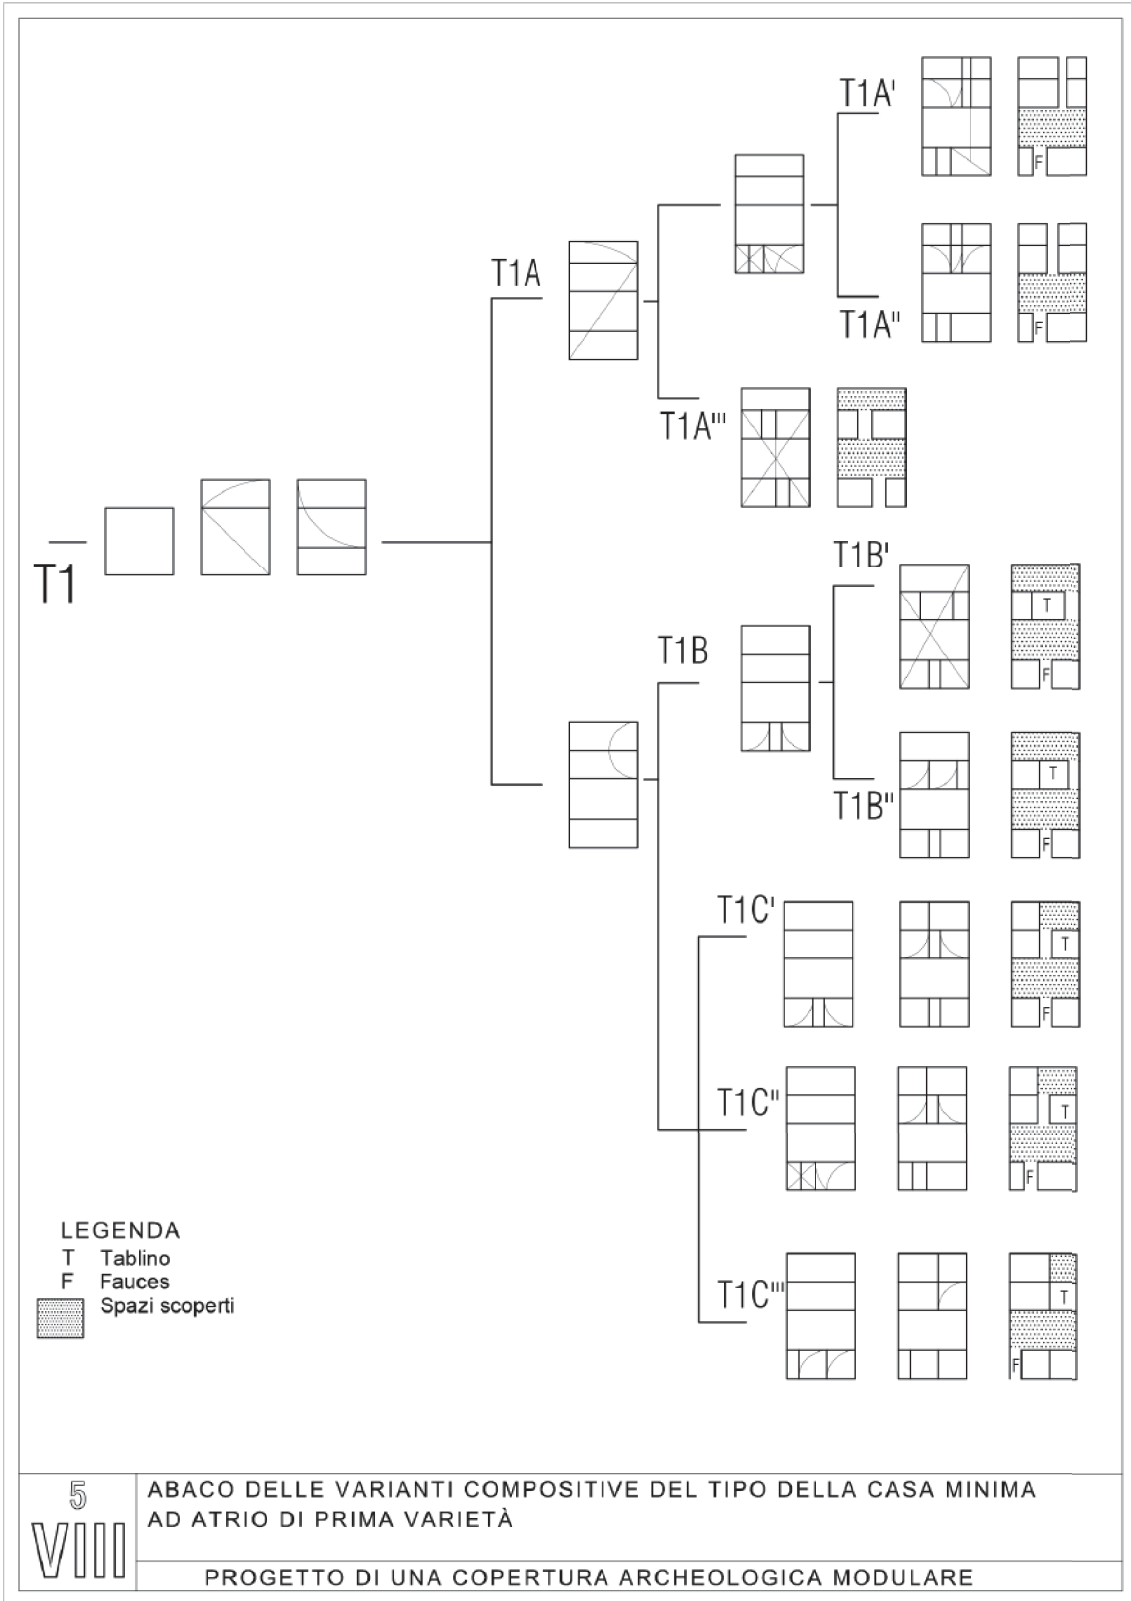 T1A'
F
T1A
T1A"
F
T1A'''
T1
T1B'
T
F
T1B
T1B"
T
F
T1C'
T
F
T1C"
T
F
T1C'''
T
F
LEGENDA
T Tablino
F Fauces
Spazi scoperti
5
VIII
ABACO DELLE VARIANTI COMPOSITIVE DEL TIPO DELLA CASA MINIMA
AD ATRIO DI PRIMA VARIETÀ
PROGETTO DI UNA COPERTURA ARCHEOLOGICA MODULARE